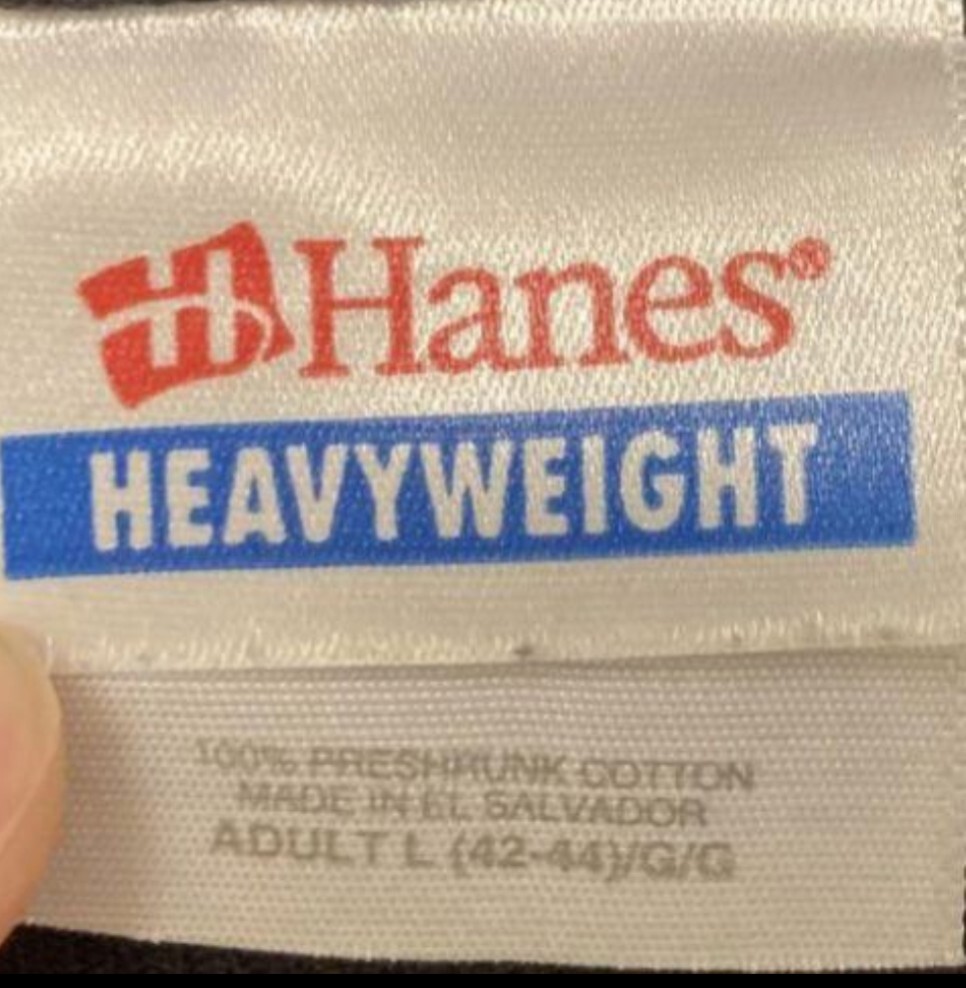 H Hanes®
HEAVYWEIGHT
100% PRESHRUNK COTTON
MADE IN EL SALVADOR
ADULT L (42-44)/G/G